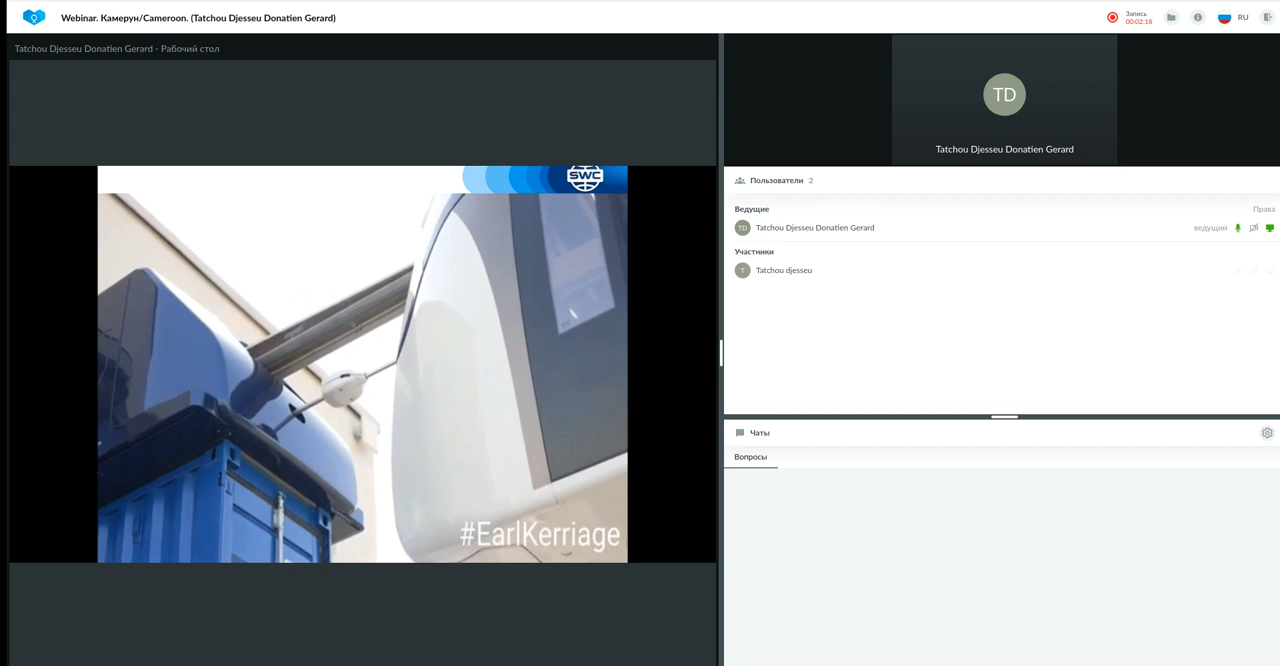 Webinar. Камерун/Cameroon. (Tatchou Djesseu Donatien Gerard)
Запись
00:02:18
RU
Tatchou Djesseu Donatien Gerard - Рабочий стол
TD
Tatchou Djesseu Donatien Gerard
Пользователи 2
Ведущие Права
TD Tatchou Djesseu Donatien Gerard ведущий
Участники
T Tatchou djesseu
Чаты
Вопросы
SWC
#EarlKerriage